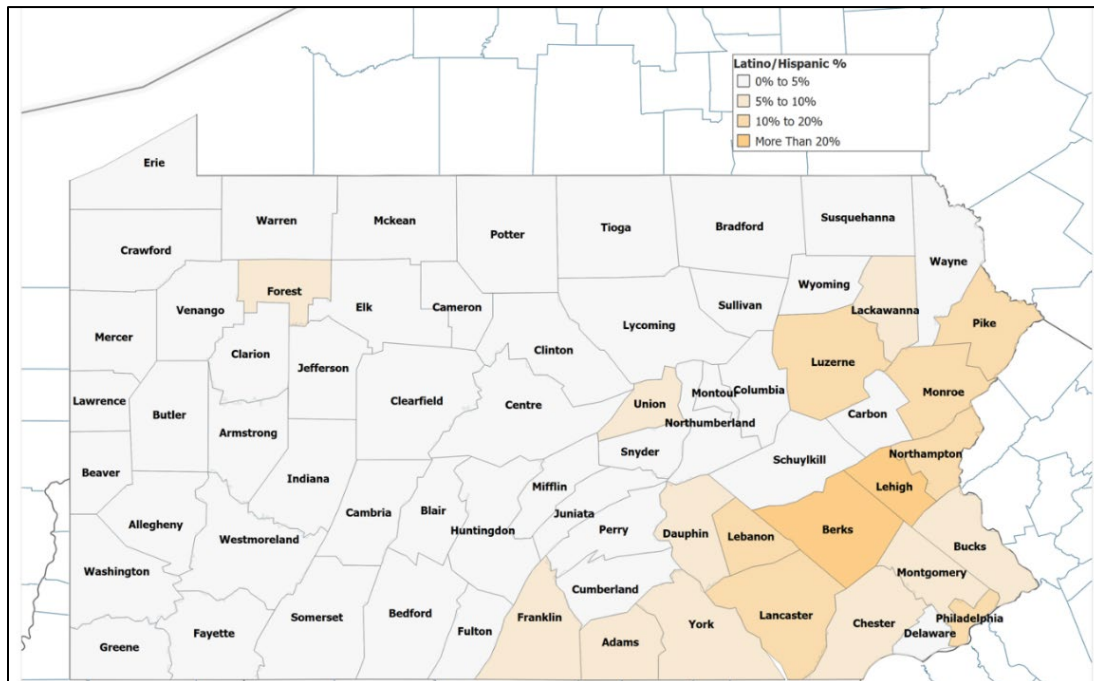 Latino/Hispanic %
0% to 5%
5% to 10%
10% to 20%
More Than 20%
Erie
Warren
Mckean
Potter
Tioga
Bradford
Susquehanna
Crawford
Wayne
Forest
Venango
Elk
Cameron
Sullivan
Wyoming
Lackawanna
Mercer
Lycoming
Pike
Clarion
Jefferson
Clinton
Luzerne
Lawrence
Butler
Clearfield
Centre
Union
Montour
Columbia
Monroe
Armstrong
Northumberland
Carbon
Beaver
Snyder
Schuylkill
Northampton
Indiana
Mifflin
Lehigh
Allegheny
Cambria
Blair
Huntingdon
Juniata
Perry
Dauphin
Lebanon
Berks
Westmoreland
Bucks
Washington
Cumberland
Montgomery
Greene
Fayette
Somerset
Bedford
Fulton
Franklin
Adams
York
Lancaster
Chester
Delaware
Philadelphia